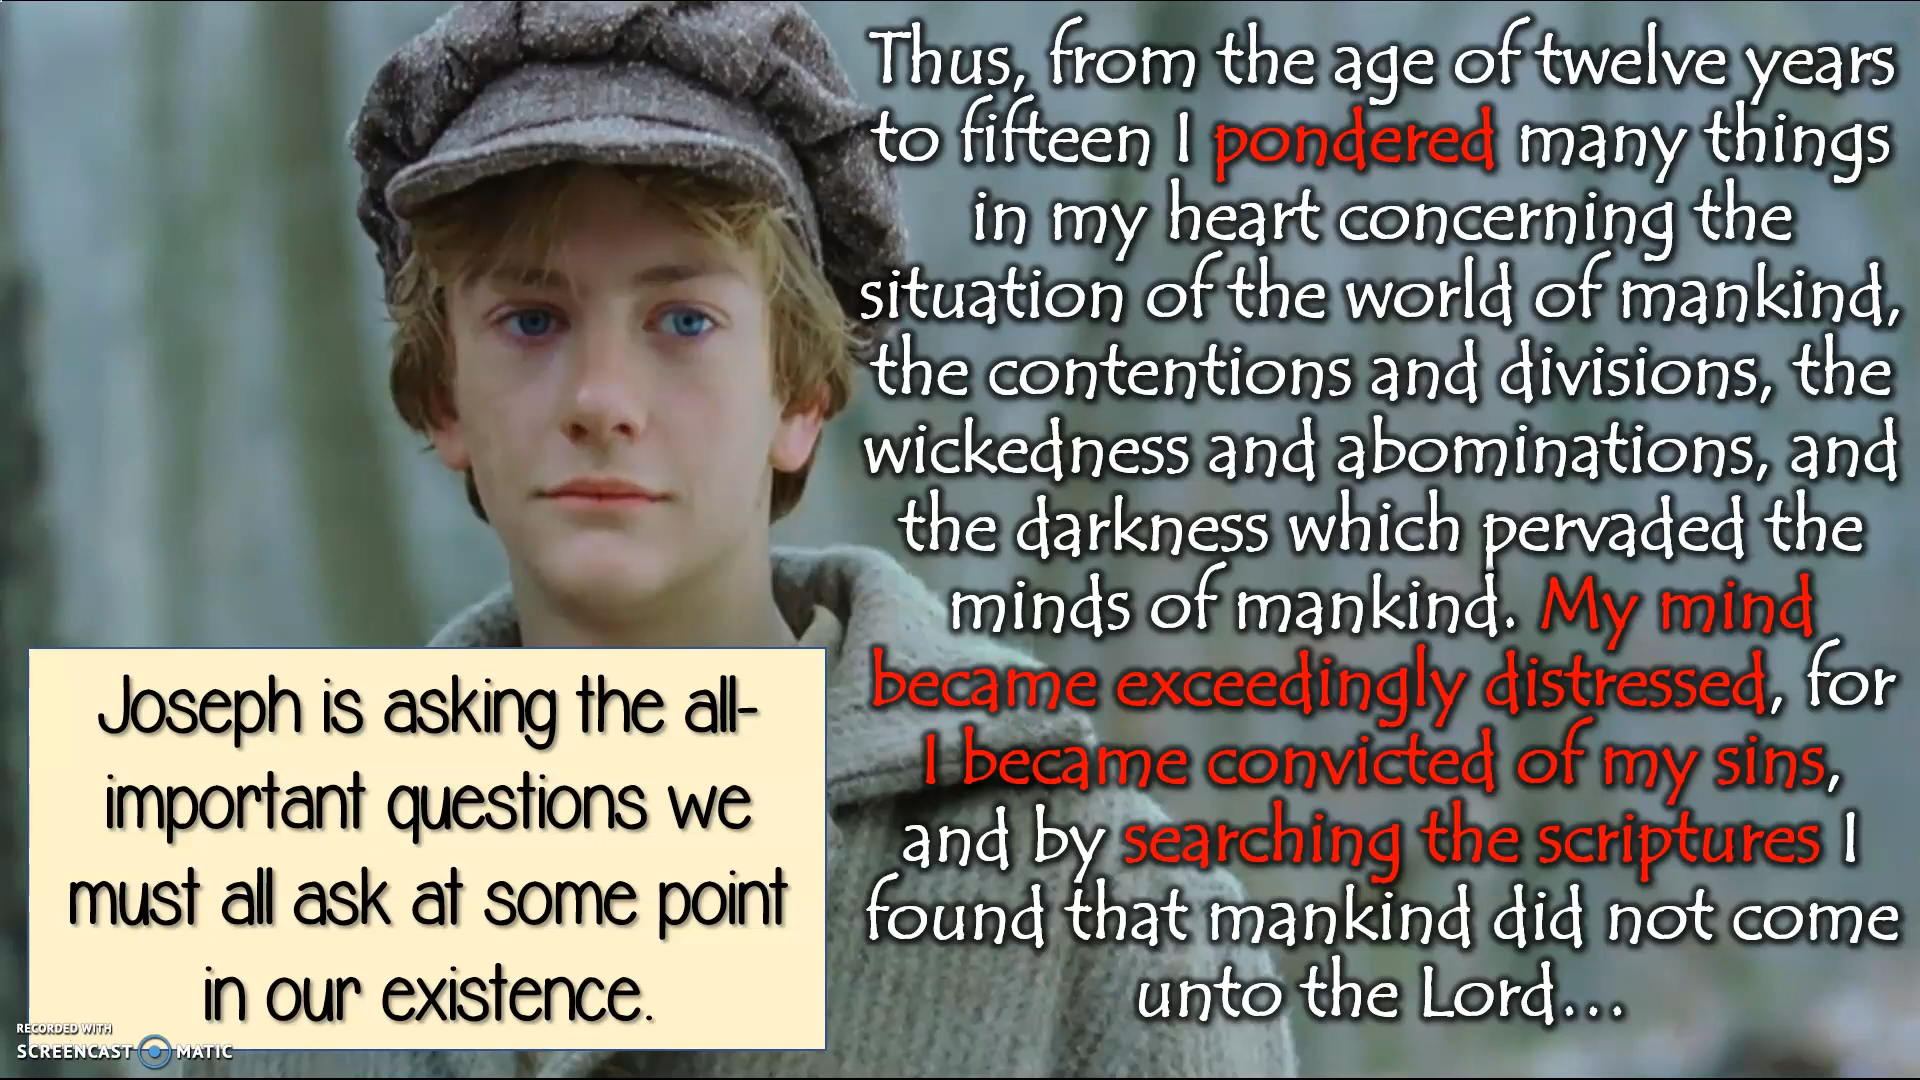 Thus, from the age of twelve years
to fifteen I pondered many things
in my heart concerning the
situation of the world of mankind,
the contentions and divisions, the
wickedness and abominations, and
the darkness which pervaded the
minds of mankind. My mind
became exceedingly distressed, for
I became convicted of my sins,
and by searching the scriptures I
found that mankind did not come
unto the Lord...
Joseph is asking the all-
important questions we
must all ask at some point
in our existence.
RECORDED WITH
SCREENCAST MATIC